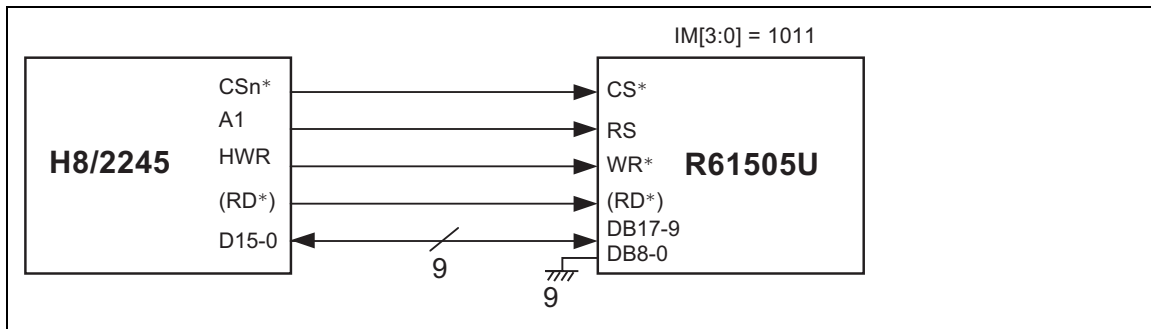 IM[3:0] = 1011
H8/2245
CSn*
A1
HWR
(RD*)
D15-0
9
9
CS*
RS
WR*
(RD*)
DB17-9
DB8-0
R61505U